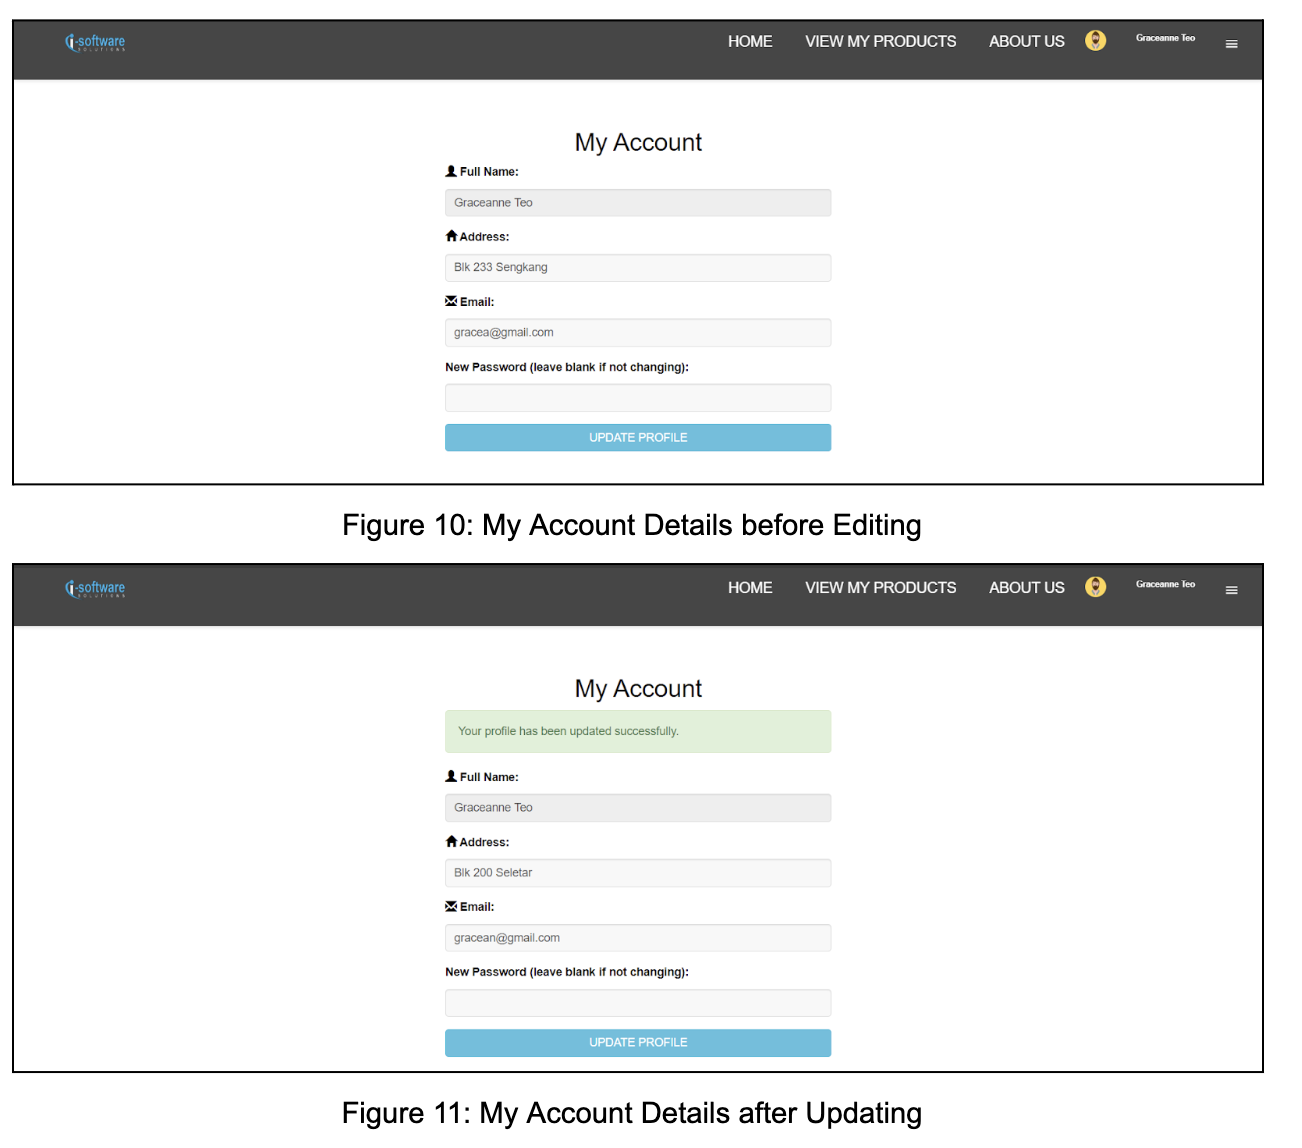 i-software
SOLUTIONS
HOME VIEW MY PRODUCTS ABOUT US Graceanne Teo
My Account
Full Name:
Graceanne Teo
Address:
Blk 233 Sengkang
Email:
gracea@gmail.com
New Password (leave blank if not changing):
UPDATE PROFILE
Figure 10: My Account Details before Editing
i-software
SOLUTIONS
HOME VIEW MY PRODUCTS ABOUT US Graceanne Teo
My Account
Your profile has been updated successfully.
Full Name:
Graceanne Teo
Address:
Blk 200 Seletar
Email:
gracean@gmail.com
New Password (leave blank if not changing):
UPDATE PROFILE
Figure 11: My Account Details after Updating